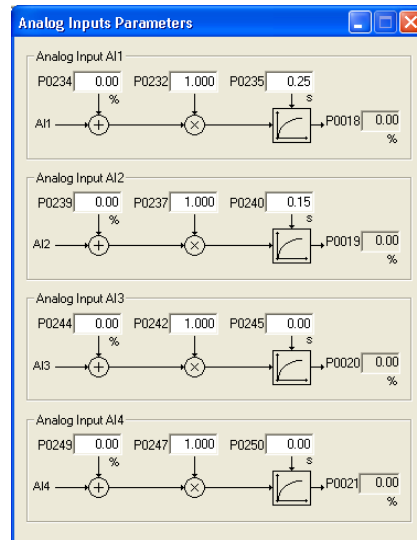 Analog Inputs Parameters
Analog Input AI1
P0234 0.00 P0232 1.000 P0235 0.25
% s
AI1 + × P0018 0.00
%
Analog Input AI2
P0239 0.00 P0237 1.000 P0240 0.15
% s
AI2 + × P0019 0.00
%
Analog Input AI3
P0244 0.00 P0242 1.000 P0245 0.00
% s
AI3 + × P0020 0.00
%
Analog Input AI4
P0249 0.00 P0247 1.000 P0250 0.00
% s
AI4 + × P0021 0.00
%